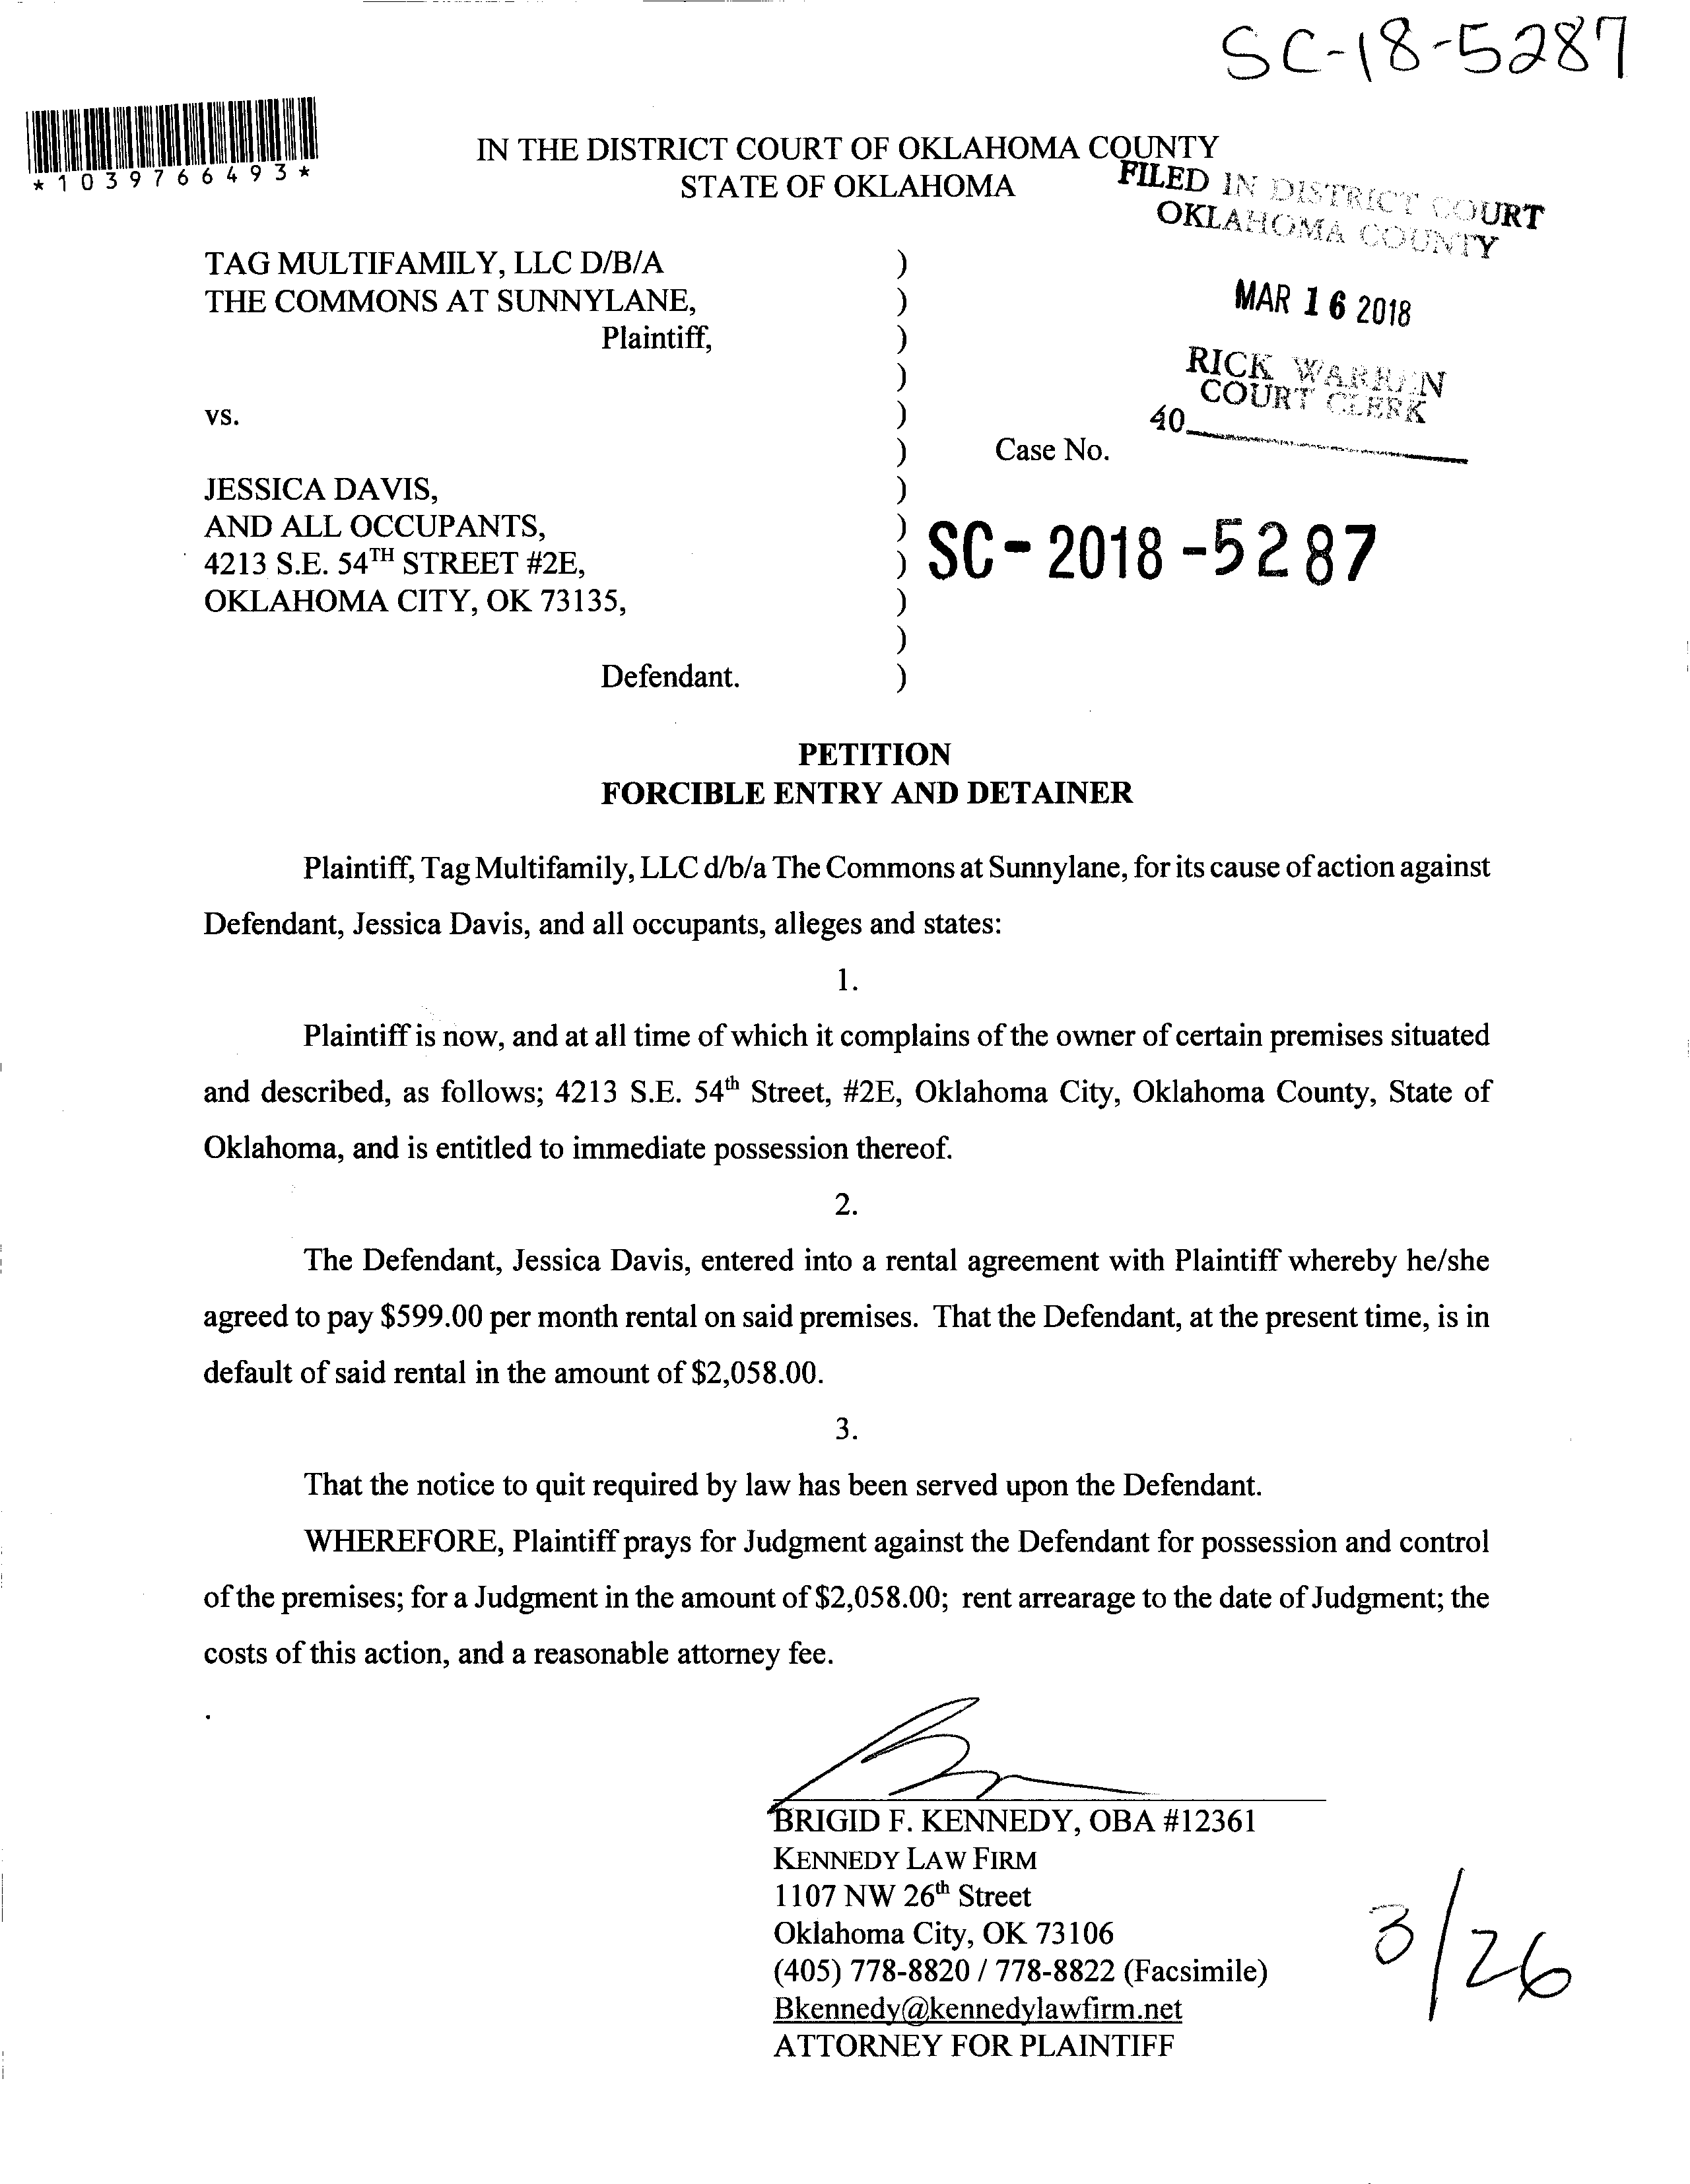 SC-18-5287
*1039766493*
IN THE DISTRICT COURT OF OKLAHOMA COUNTY
STATE OF OKLAHOMA
FILED IN DISTRICT COURT
OKLAHOMA COUNTY
MAR 16 2018
RICK WARREN
COURT CLERK
40
TAG MULTIFAMILY, LLC D/B/A )
THE COMMONS AT SUNNYLANE, )
Plaintiff, )
)
vs. )
) Case No.
JESSICA DAVIS, )
AND ALL OCCUPANTS, )
4213 S.E. 54TH STREET #2E, ) SC-2018-5287
OKLAHOMA CITY, OK 73135, )
)
Defendant. )
PETITION
FORCIBLE ENTRY AND DETAINER
Plaintiff, Tag Multifamily, LLC d/b/a The Commons at Sunnylane, for its cause of action against
Defendant, Jessica Davis, and all occupants, alleges and states:
1.
Plaintiff is now, and at all time of which it complains of the owner of certain premises situated
and described, as follows; 4213 S.E. 54th Street, #2E, Oklahoma City, Oklahoma County, State of
Oklahoma, and is entitled to immediate possession thereof.
2.
The Defendant, Jessica Davis, entered into a rental agreement with Plaintiff whereby he/she
agreed to pay $599.00 per month rental on said premises. That the Defendant, at the present time, is in
default of said rental in the amount of $2,058.00.
3.
That the notice to quit required by law has been served upon the Defendant.
WHEREFORE, Plaintiff prays for Judgment against the Defendant for possession and control
of the premises; for a Judgment in the amount of $2,058.00; rent arrearage to the date of Judgment; the
costs of this action, and a reasonable attorney fee.
BRIGID F. KENNEDY, OBA #12361
KENNEDY LAW FIRM
1107 NW 26th Street
Oklahoma City, OK 73106
(405) 778-8820 / 778-8822 (Facsimile)
Bkennedy@kennedylawfirm.net
ATTORNEY FOR PLAINTIFF
3/26